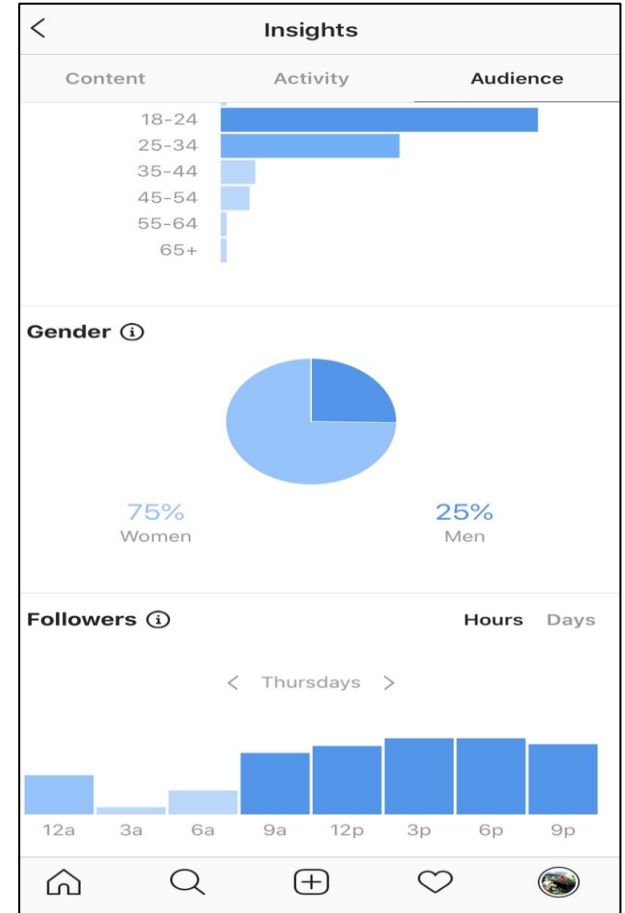 Insights
Content Activity Audience
18-24
25-34
35-44
45-54
55-64
65+
Gender
75% 25%
Women Men
Followers Hours Days
< Thursdays >
12a 3a 6a 9a 12p 3p 6p 9p